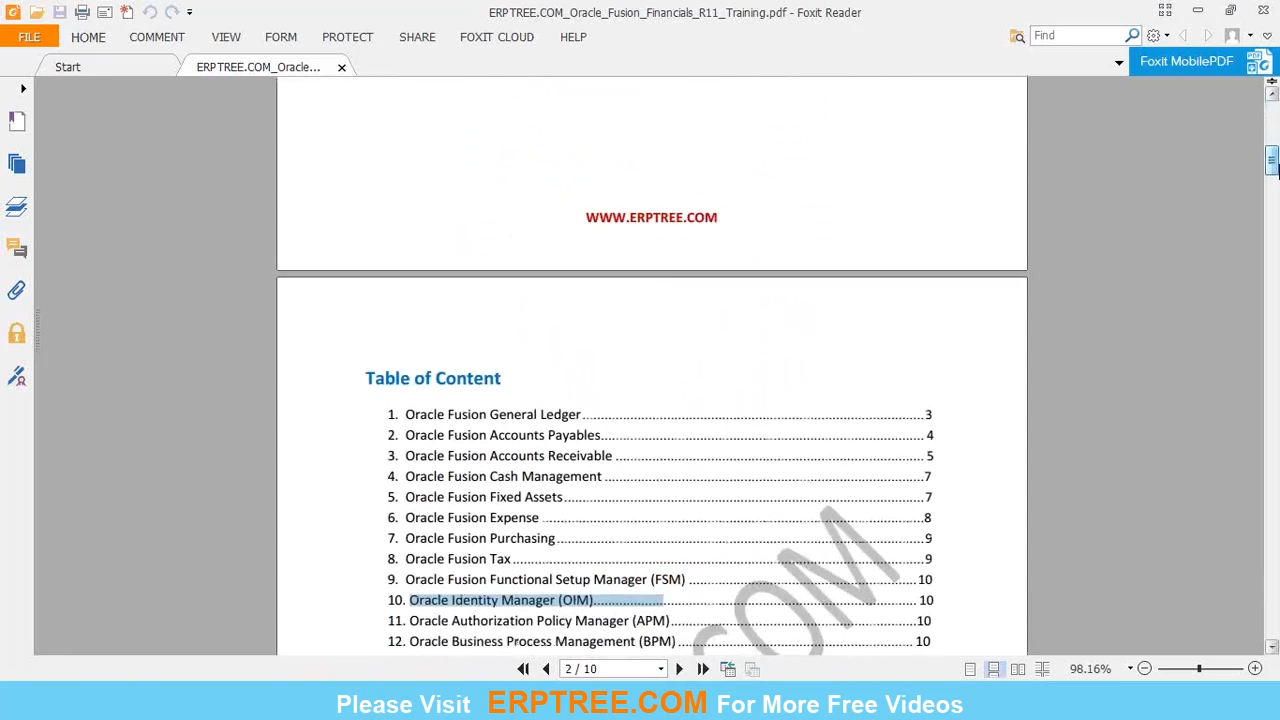 ERPTREE.COM_Oracle_Fusion_Financials_R11_Training.pdf - Foxit Reader
FILE HOME COMMENT VIEW FORM PROTECT SHARE FOXIT CLOUD HELP Find
Start ERPTREE.COM_Oracle... Foxit MobilePDF
WWW.ERPTREE.COM
Table of Content
1. Oracle Fusion General Ledger 3
2. Oracle Fusion Accounts Payables 4
3. Oracle Fusion Accounts Receivable 5
4. Oracle Fusion Cash Management 7
5. Oracle Fusion Fixed Assets 7
6. Oracle Fusion Expense 8
7. Oracle Fusion Purchasing 9
8. Oracle Fusion Tax 9
9. Oracle Fusion Functional Setup Manager (FSM) 10
10. Oracle Identity Manager (OIM) 10
11. Oracle Authorization Policy Manager (APM) 10
12. Oracle Business Process Management (BPM) 10
COM
2 / 10 98.16%
Please Visit ERPTREE.COM For More Free Videos